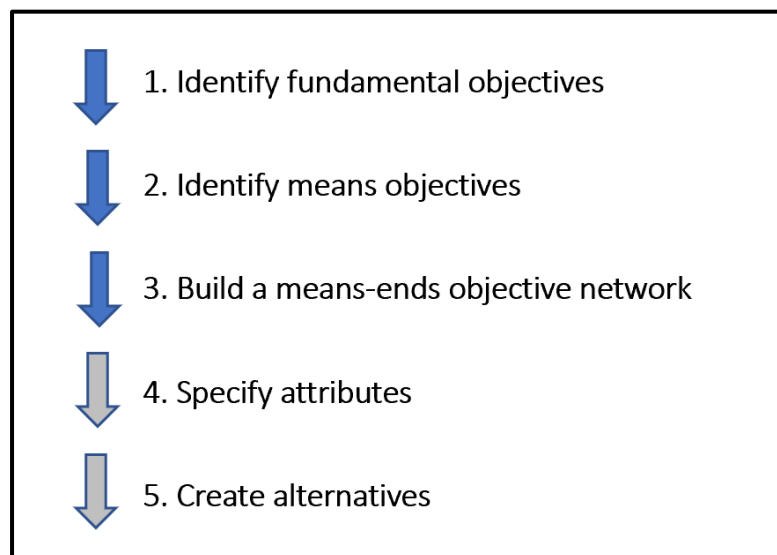 1. Identify fundamental objectives
2. Identify means objectives
3. Build a means-ends objective network
4. Specify attributes
5. Create alternatives